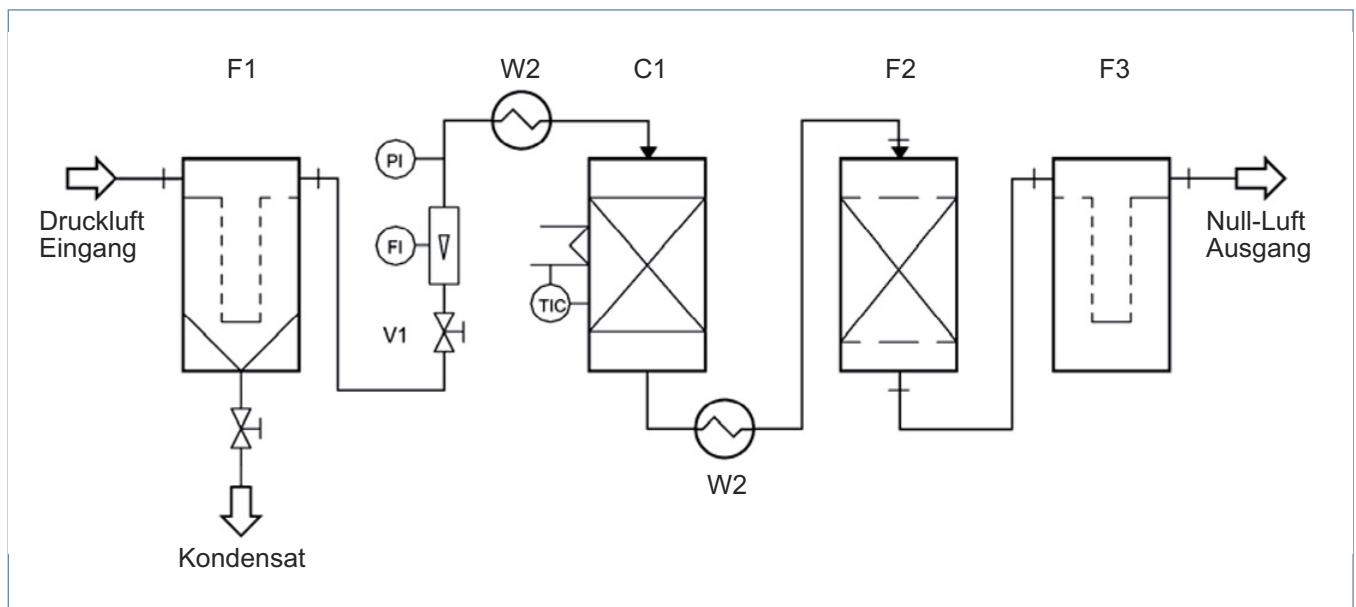 F1
W2
C1
F2
F3
PI
Druckluft
Eingang
FI
Null-Luft
Ausgang
TIC
V1
W2
Kondensat